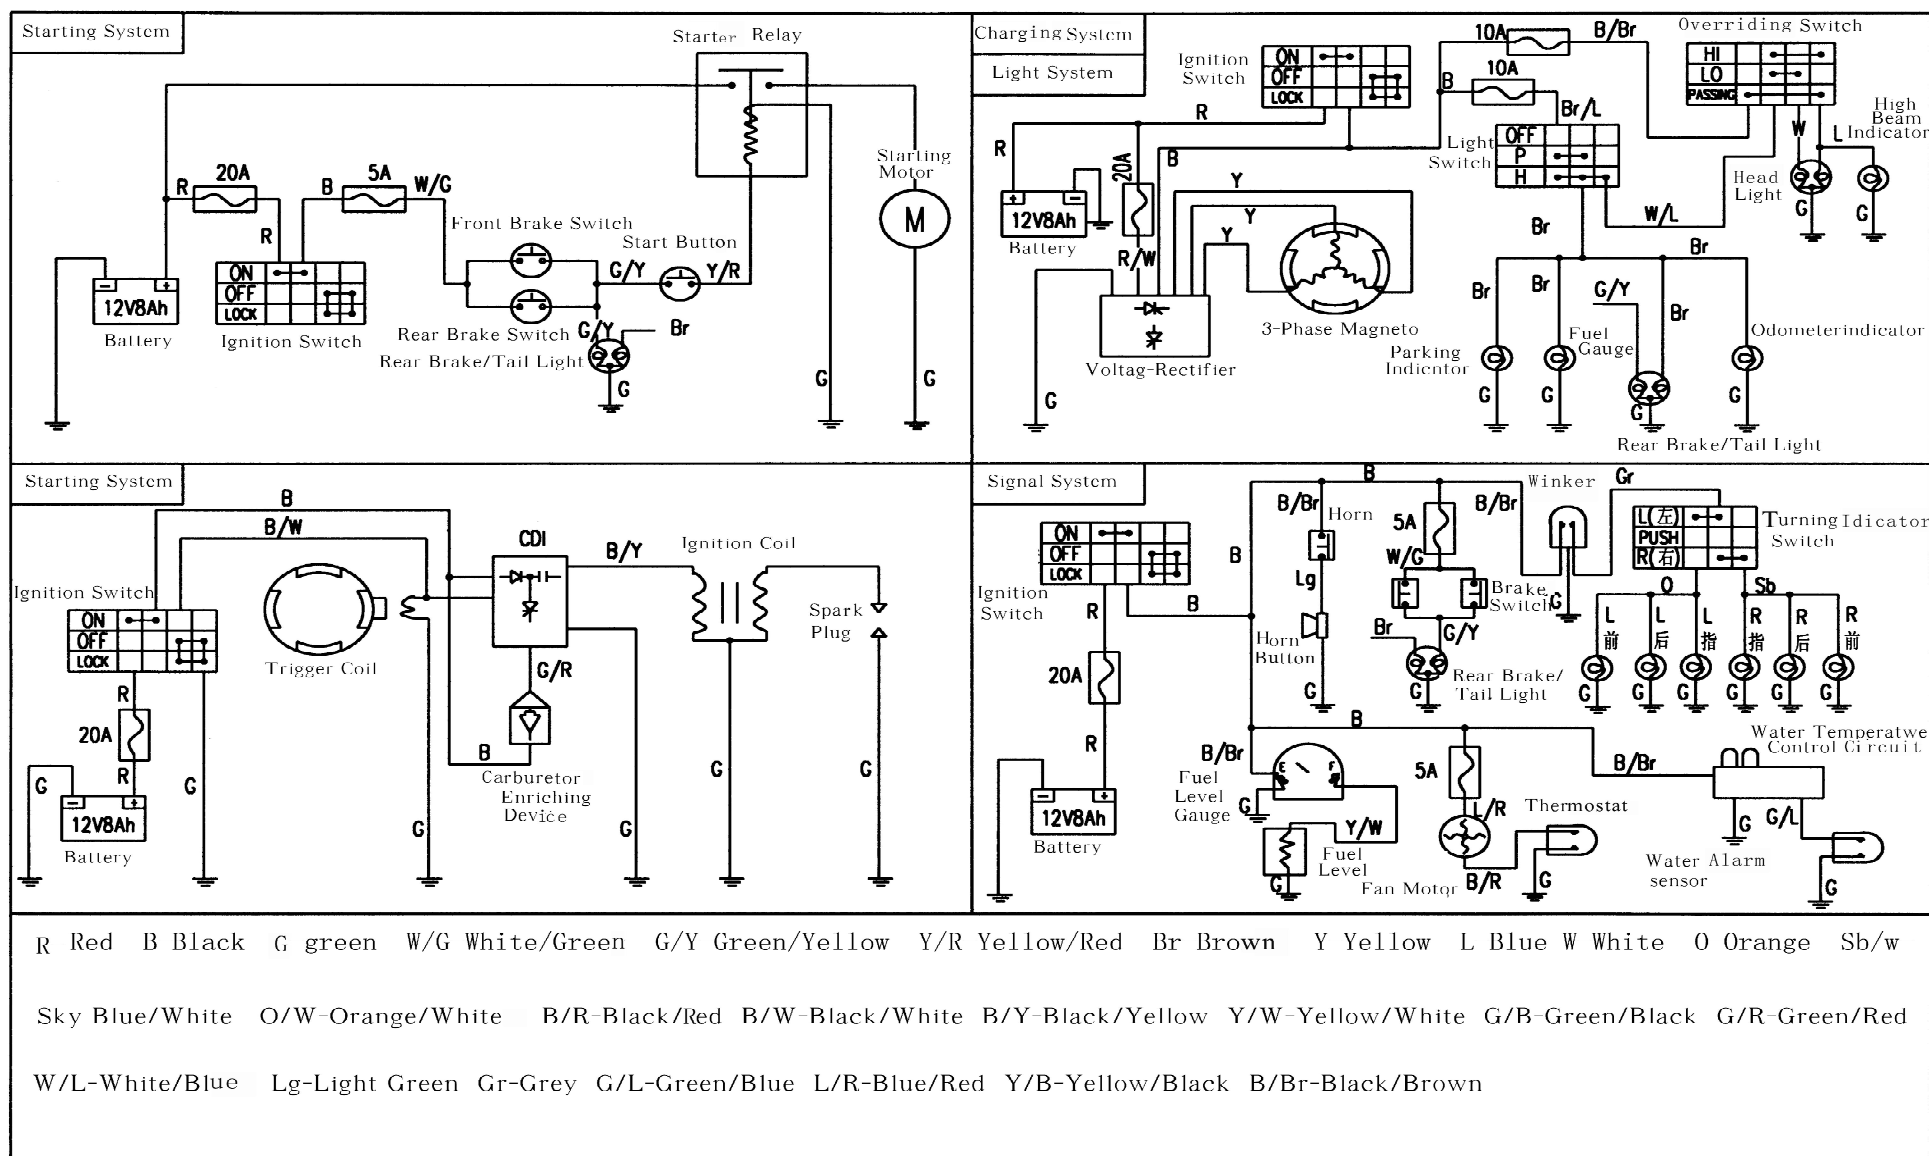 Starting System
Starter Relay
R
20A
B
5A
W/G
R
Front Brake Switch
Start Button
G/Y
Y/R
Starting
Motor
M
ON
OFF
LOCK
- +
12V8Ah
Battery
Ignition Switch
Rear Brake Switch
G/Y
Br
Rear Brake/Tail Light
G
G
G
Charging System
Light System
Ignition
Switch
ON
OFF
LOCK
10A
B/Br
B
10A
Br/L
Overriding Switch
HI
LO
PASSING
High
Beam
Indicator
W
L
R
R
20A
B
Light
Switch
OFF
P
H
Head
Light
G
G
- +
12V8Ah
Battery
Y
Y
Y
R/W
W/L
Br
Br
3-Phase Magneto
Voltag-Rectifier
G
Br
Br
G/Y
Br
Fuel
Gauge
Odometerindicator
Parking
Indicntor
G
G
G
G
Rear Brake/Tail Light
Starting System
B
B/W
CDI
B/Y
Ignition Coil
Ignition Switch
ON
OFF
LOCK
Trigger Coil
Spark
Plug
G/R
R
20A
R
G
G
B
Carburetor
Enriching
Device
G
G
G
G
- +
12V8Ah
Battery
Signal System
B
Winker
Gr
B/Br
Horn
5A
B/Br
L(左)
PUSH
R(右)
Turning Idicator
Switch
ON
OFF
LOCK
Ignition
Switch
B
W/G
Lg
Brake
Switch
G
O
Sb
R
B
Horn
Button
Br
G/Y
L
L
L
R
R
R
前
后
指
指
后
前
20A
Rear Brake/
Tail Light
G
G
G
G
G
G
G
G
R
B
B/Br
Water Temperatwe
Control Circuit
Fuel
Level
Gauge
E
F
5A
B/Br
G
L/R
Thermostat
G
G/L
- +
12V8Ah
Battery
Y/W
Fuel
Level
G
Fan Motor
B/R
G
Water Alarm
sensor
G
R Red B Black G green W/G White/Green G/Y Green/Yellow Y/R Yellow/Red Br Brown Y Yellow L Blue W White O Orange Sb/w
Sky Blue/White O/W-Orange/White B/R-Black/Red B/W-Black/White B/Y-Black/Yellow Y/W-Yellow/White G/B-Green/Black G/R-Green/Red
W/L-White/Blue Lg-Light Green Gr-Grey G/L-Green/Blue L/R-Blue/Red Y/B-Yellow/Black B/Br-Black/Brown